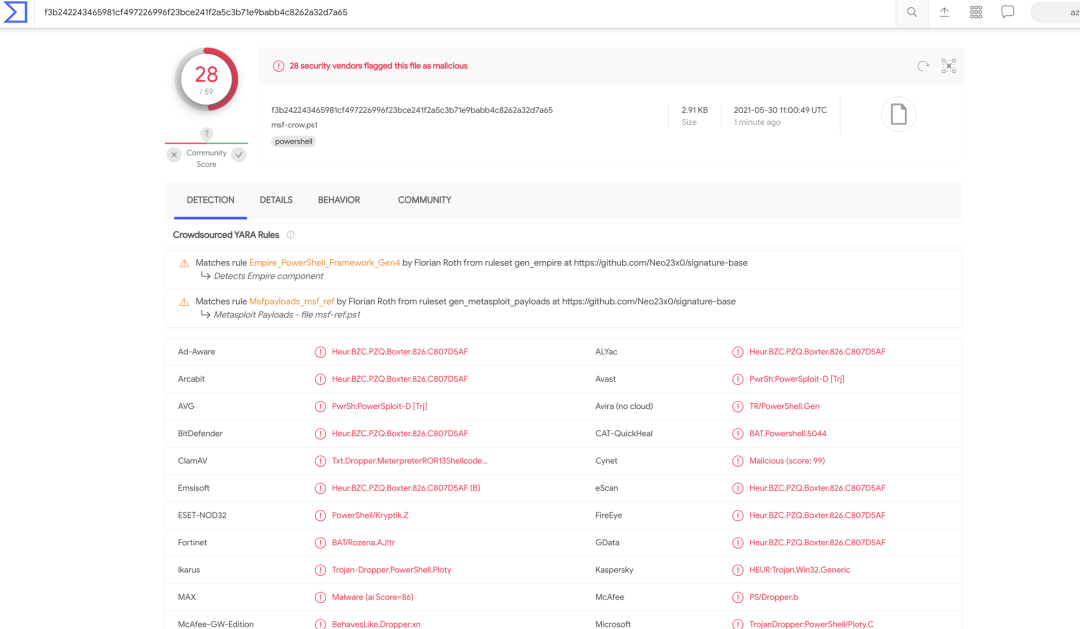 f3b242243465981cf497226996f23bce241f2a5c3b71e9babb4c8262a32d7a65
az
28
/ 59
?
Community
Score
28 security vendors flagged this file as malicious
f3b242243465981cf497226996f23bce241f2a5c3b71e9babb4c8262a32d7a65
msf-crow.ps1
powershell
2.91 KB
Size
2021-05-30 11:00:49 UTC
1 minute ago
DETECTION DETAILS BEHAVIOR COMMUNITY
Crowdsourced YARA Rules
Matches rule Empire_PowerShell_Framework_Gen4 by Florian Roth from ruleset gen_empire at https://github.com/Neo23x0/signature-base
Detects Empire component
Matches rule Msfpayloads_msf_ref by Florian Roth from ruleset gen_metasploit_payloads at https://github.com/Neo23x0/signature-base
Metasploit Payloads - file msf-ref.ps1
Ad-Aware Heur.BZC.PZQ.Boxter.826.C807D5AF ALYac Heur.BZC.PZQ.Boxter.826.C807D5AF
Arcabit Heur.BZC.PZQ.Boxter.826.C807D5AF Avast PwrSh:PowerSploit-D [Trj]
AVG PwrSh:PowerSploit-D [Trj] Avira (no cloud) TR/PowerShell.Gen
BitDefender Heur.BZC.PZQ.Boxter.826.C807D5AF CAT-QuickHeal BAT.Powershell.5044
ClamAV Txt.Dropper.MeterpreterROR13Shellcode... Cynet Malicious (score: 99)
Emsisoft Heur.BZC.PZQ.Boxter.826.C807D5AF (B) eScan Heur.BZC.PZQ.Boxter.826.C807D5AF
ESET-NOD32 PowerShell/Kryptik.Z FireEye Heur.BZC.PZQ.Boxter.826.C807D5AF
Fortinet BAT/Rozena.AJ!tr GData Heur.BZC.PZQ.Boxter.826.C807D5AF
Ikarus Trojan-Dropper.PowerShell.Ploty Kaspersky HEUR:Trojan.Win32.Generic
MAX Malware (ai Score=86) McAfee PS/Dropper.b
McAfee-GW-Edition BehavesLike.Dropper.xn Microsoft TrojanDropper:PowerShell/Ploty.C